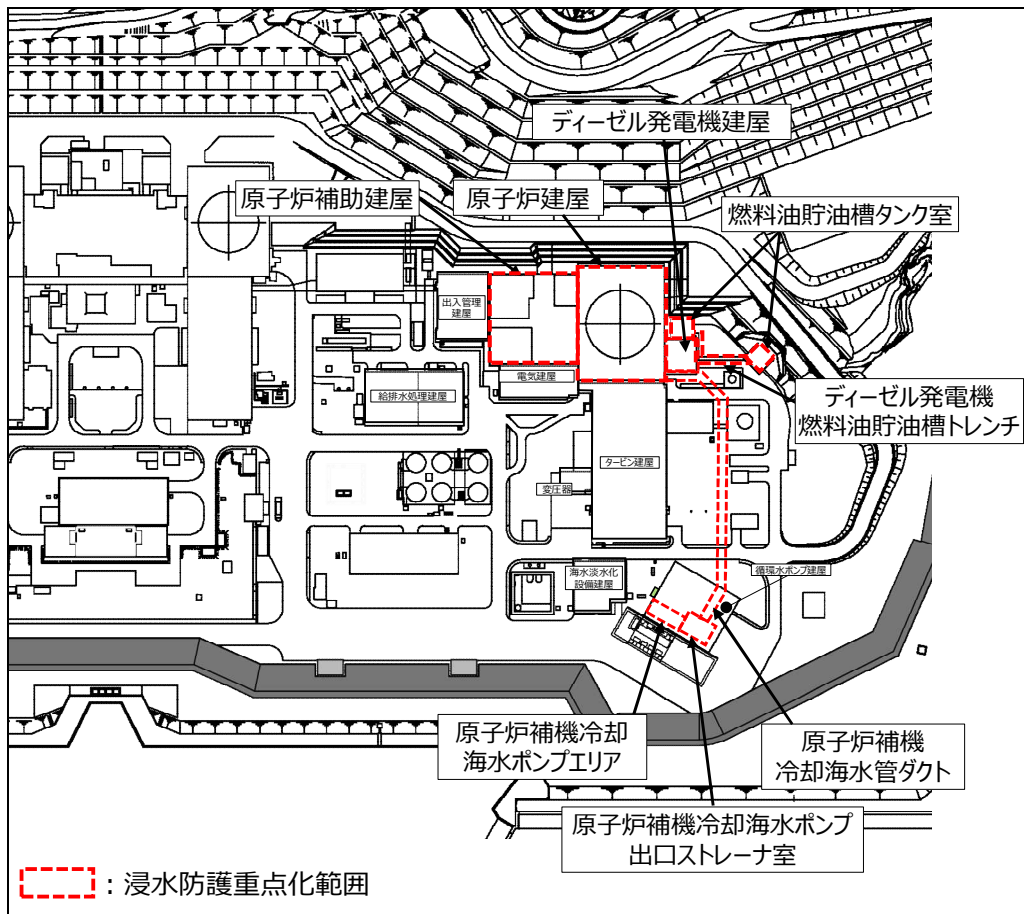 ディーゼル発電機建屋
原子炉補助建屋
原子炉建屋
燃料油貯油槽タンク室
出入管理
建屋
電気建屋
給排水処理建屋
ディーゼル発電機
燃料油貯油槽トレンチ
タービン建屋
変圧器
海水淡水化
設備建屋
循環水ポンプ建屋
原子炉補機冷却
海水ポンプエリア
原子炉補機
冷却海水管ダクト
原子炉補機冷却海水ポンプ
出口ストレーナ室
：浸水防護重点化範囲